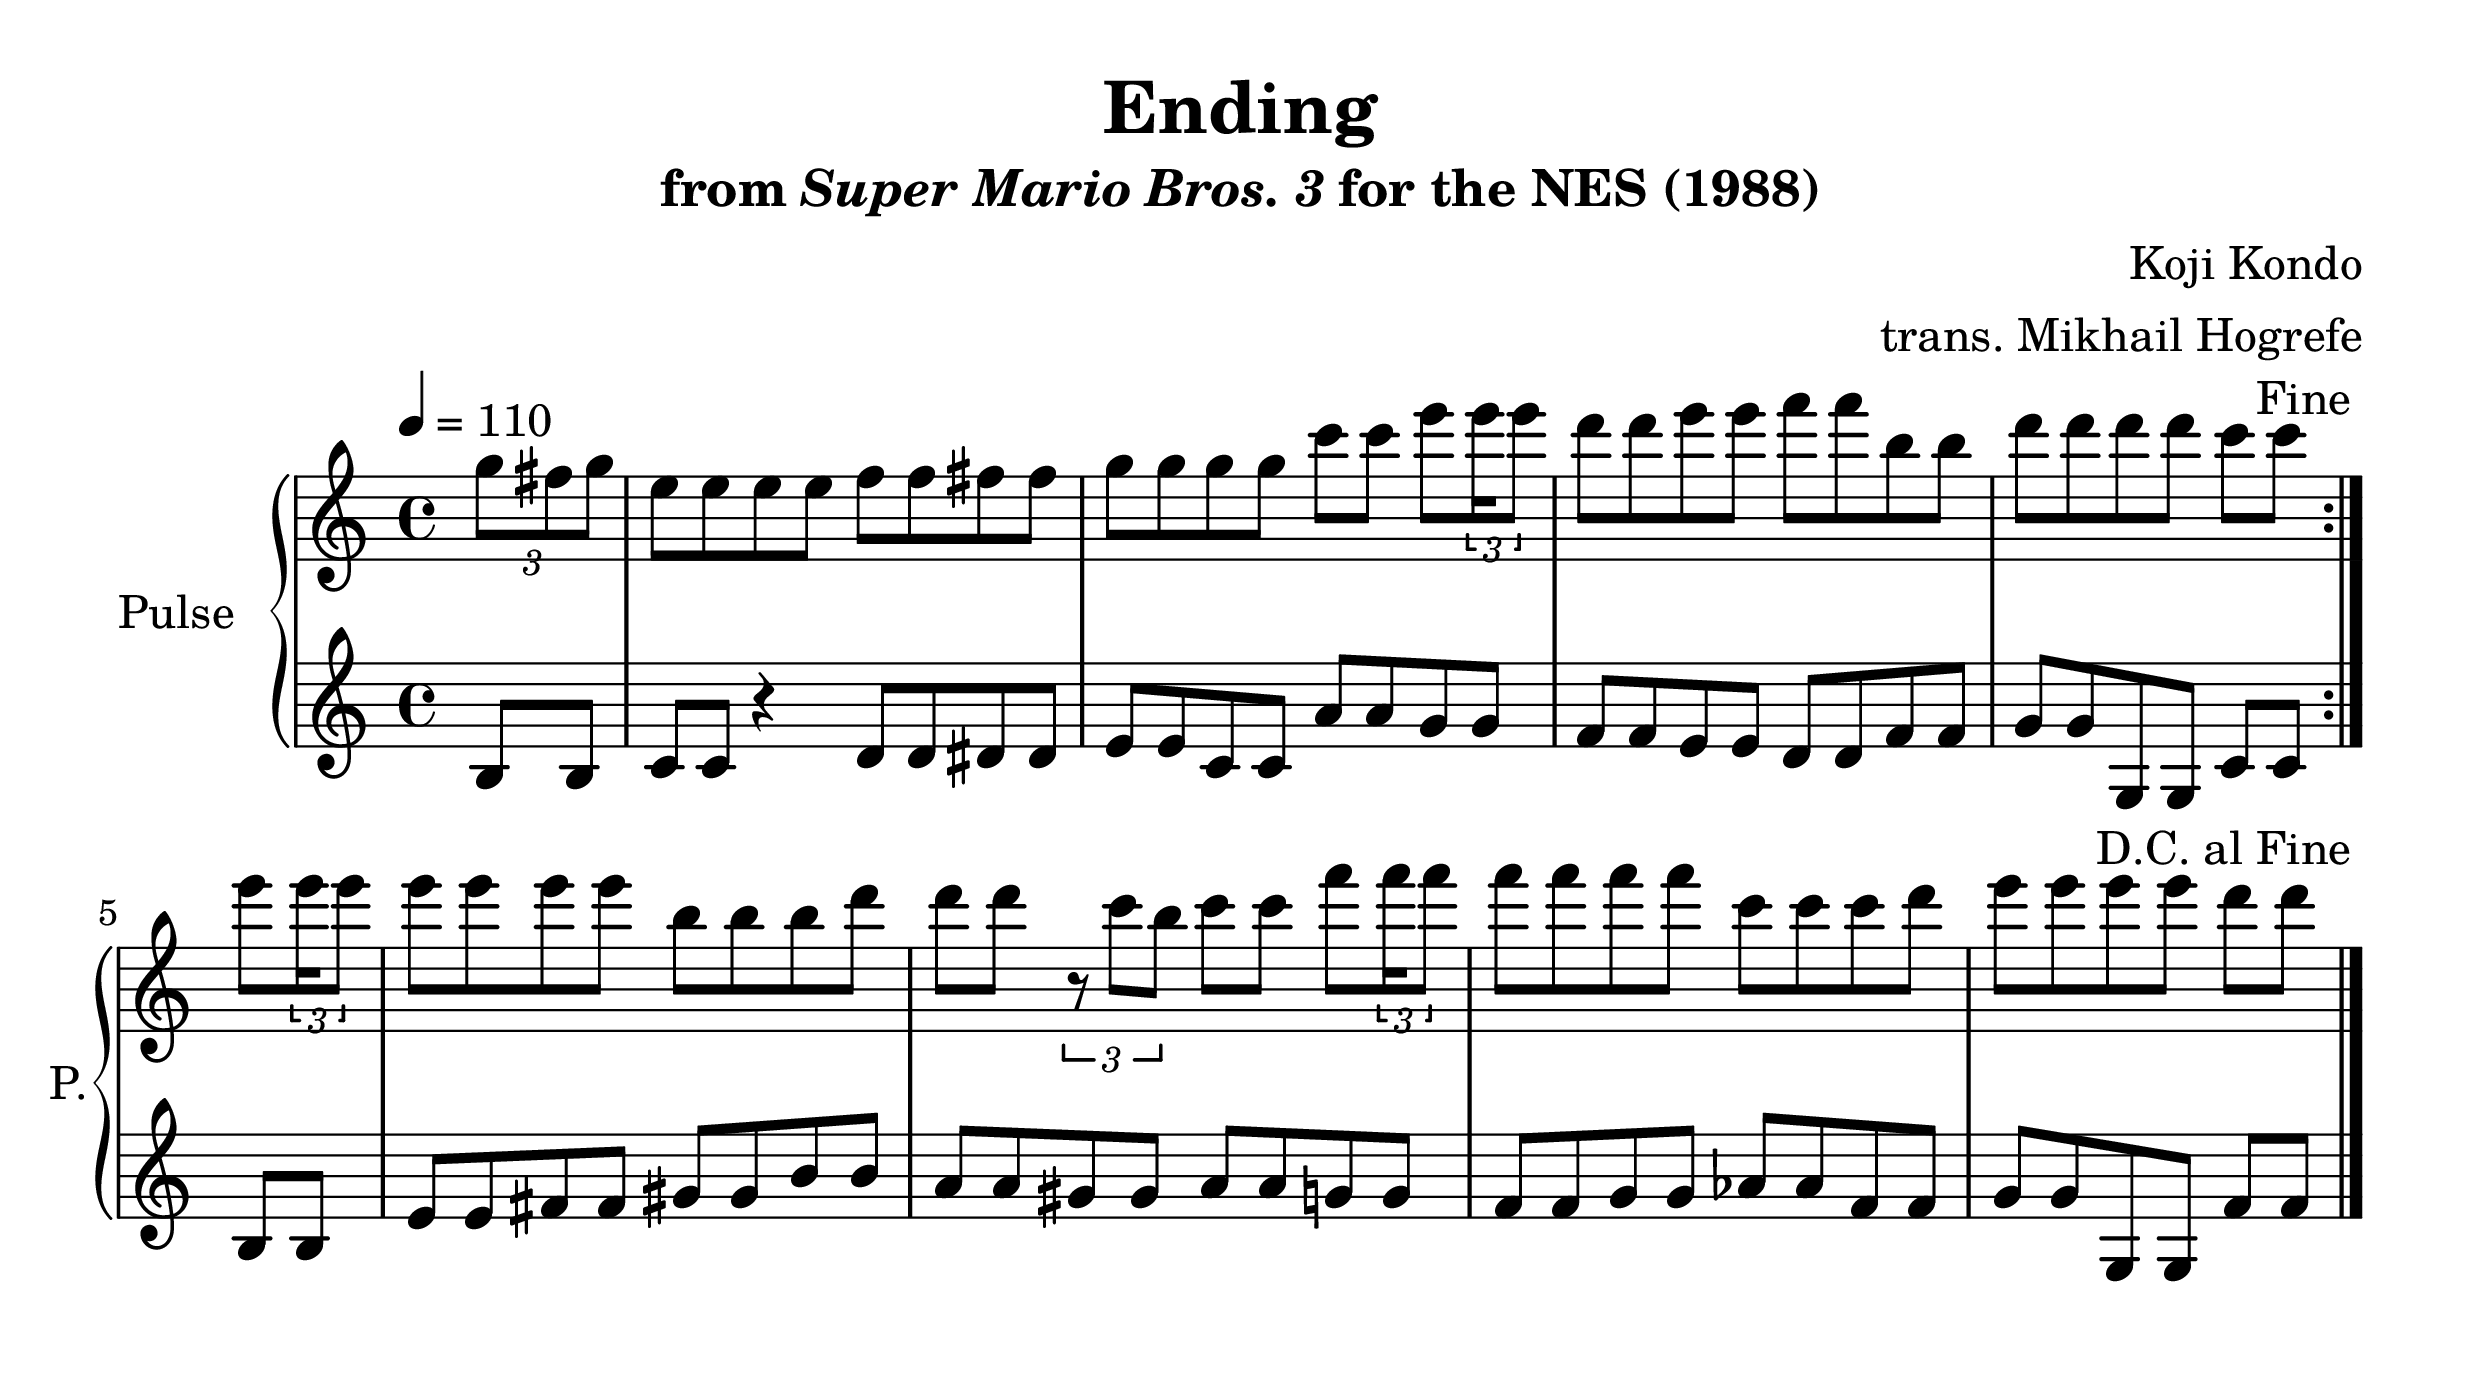 Ending
from Super Mario Bros. 3 for the NES (1988)
Koji Kondo
trans. Mikhail Hogrefe
= 110
Fine
3
3
Pulse
D.C. al Fine
5
3
3
3
P.